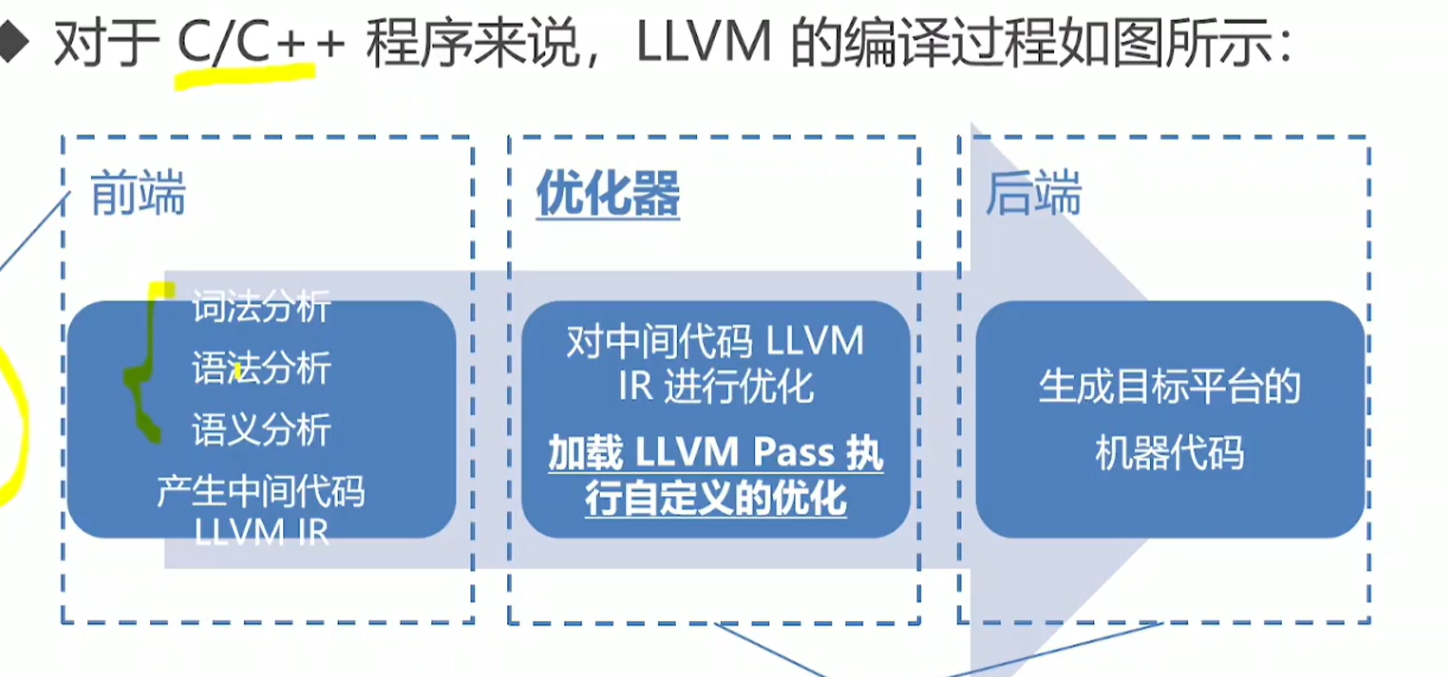 对于 C/C++ 程序来说，LLVM 的编译过程如图所示：
前端
词法分析
语法分析
语义分析
产生中间代码
LLVM IR
优化器
对中间代码 LLVM
IR 进行优化
加载 LLVM Pass 执
行自定义的优化
后端
生成目标平台的
机器代码